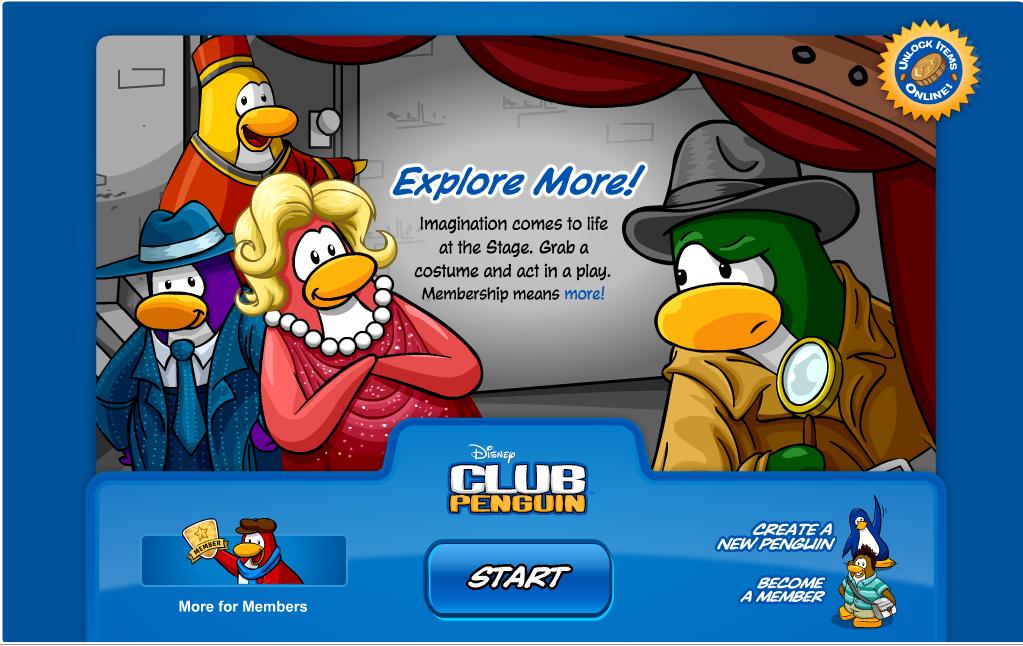 UNLOCK ITEMS
ONLINE!
Explore More!
Imagination comes to life
at the Stage. Grab a
costume and act in a play.
Membership means more!
Disney
CLUB
PENGUIN
MEMBER
More for Members
START
CREATE A
NEW PENGUIN
BECOME
A MEMBER